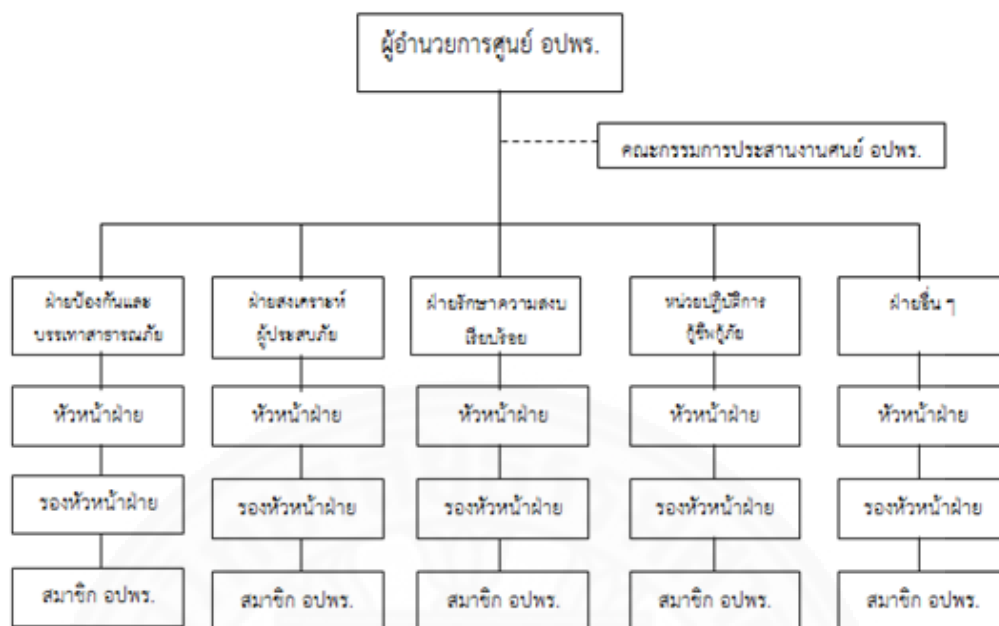 ผู้อำนวยการศูนย์ อปพร.
คณะกรรมการประสานงานศูนย์ อปพร.
ฝ่ายป้องกันและ
บรรเทาสาธารณภัย
ฝ่ายสงเคราะห์
ผู้ประสบภัย
ฝ่ายรักษาความสงบ
เรียบร้อย
หน่วยปฏิบัติการ
กู้ชีพกู้ภัย
ฝ่ายอื่น ๆ
หัวหน้าฝ่าย
หัวหน้าฝ่าย
หัวหน้าฝ่าย
หัวหน้าฝ่าย
หัวหน้าฝ่าย
รองหัวหน้าฝ่าย
รองหัวหน้าฝ่าย
รองหัวหน้าฝ่าย
รองหัวหน้าฝ่าย
รองหัวหน้าฝ่าย
สมาชิก อปพร.
สมาชิก อปพร.
สมาชิก อปพร.
สมาชิก อปพร.
สมาชิก อปพร.